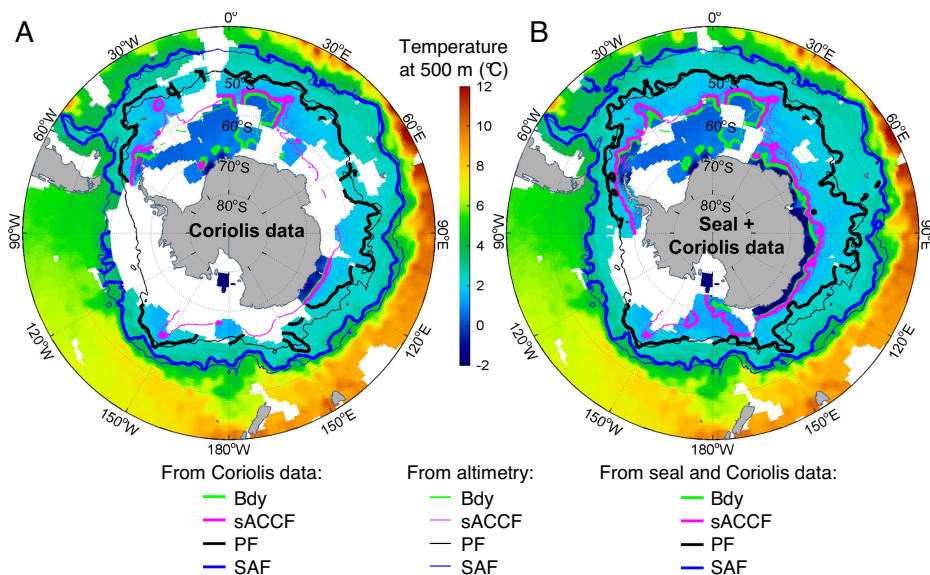 A
B
Temperature
at 500 m (°C)
0°
30°E
60°E
90°E
120°E
150°E
180°W
150°W
120°W
90°W
60°W
30°W
50°S
60°S
70°S
80°S
Coriolis data
12
10
8
6
4
2
0
-2
0°
30°E
60°E
90°E
120°E
150°E
180°W
150°W
120°W
90°W
60°W
30°W
50°S
60°S
70°S
80°S
Seal +
Coriolis data
From Coriolis data:
Bdy
sACCF
PF
SAF
From altimetry:
Bdy
sACCF
PF
SAF
From seal and Coriolis data:
Bdy
sACCF
PF
SAF